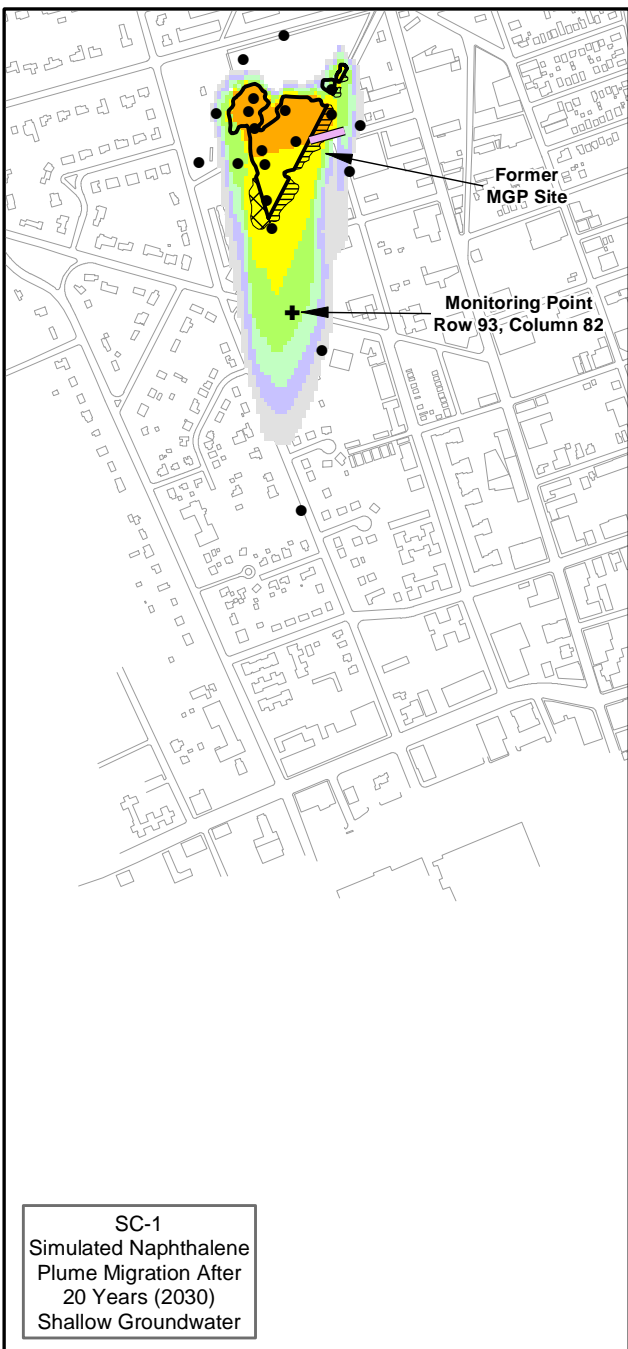 Former
MGP Site
Monitoring Point
Row 93, Column 82
SC-1
Simulated Naphthalene
Plume Migration After
20 Years (2030)
Shallow Groundwater